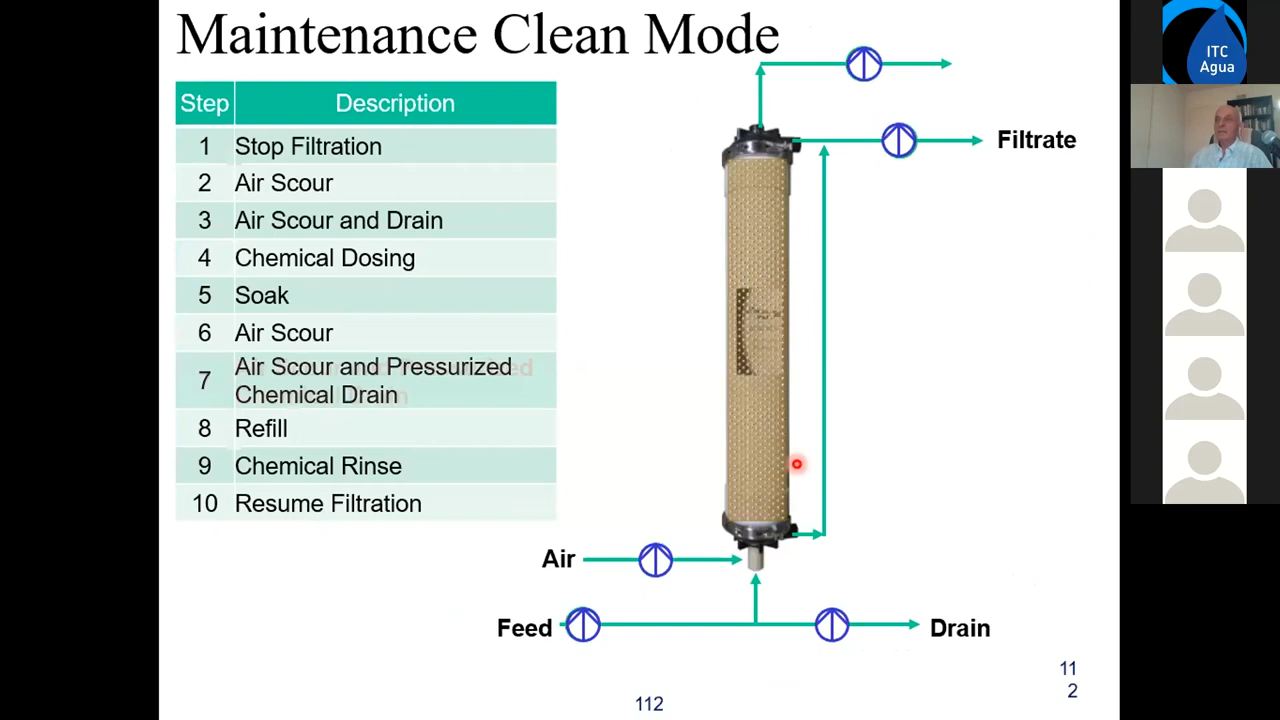 Maintenance Clean Mode
Step Description
1 Stop Filtration
2 Air Scour
3 Air Scour and Drain
4 Chemical Dosing
5 Soak
6 Air Scour
7 Air Scour and Pressurized
Chemical Drain
8 Refill
9 Chemical Rinse
10 Resume Filtration
Filtrate
Air
Feed
Drain
112
11
2
ITC
Agua